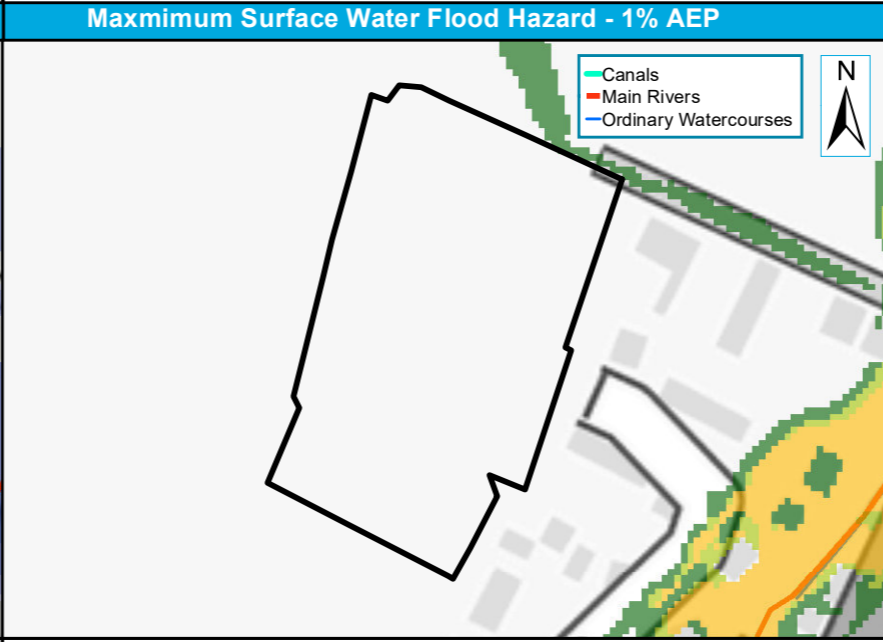 Maxmimum Surface Water Flood Hazard - 1% AEP
Canals
Main Rivers
Ordinary Watercourses
N